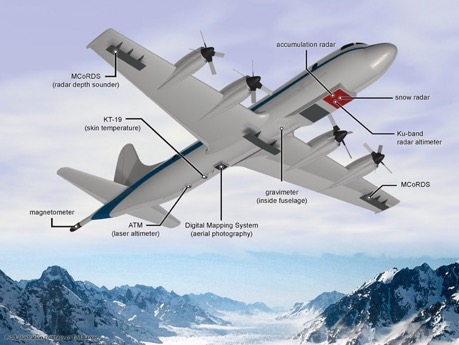 accumulation radar
MCoRDS
(radar depth sounder)
snow radar
KT-19
(skin temperature)
Ku-band
radar altimeter
gravimeter
(inside fuselage)
MCoRDS
magnetometer
ATM
(laser altimeter)
Digital Mapping System
(aerial photography)